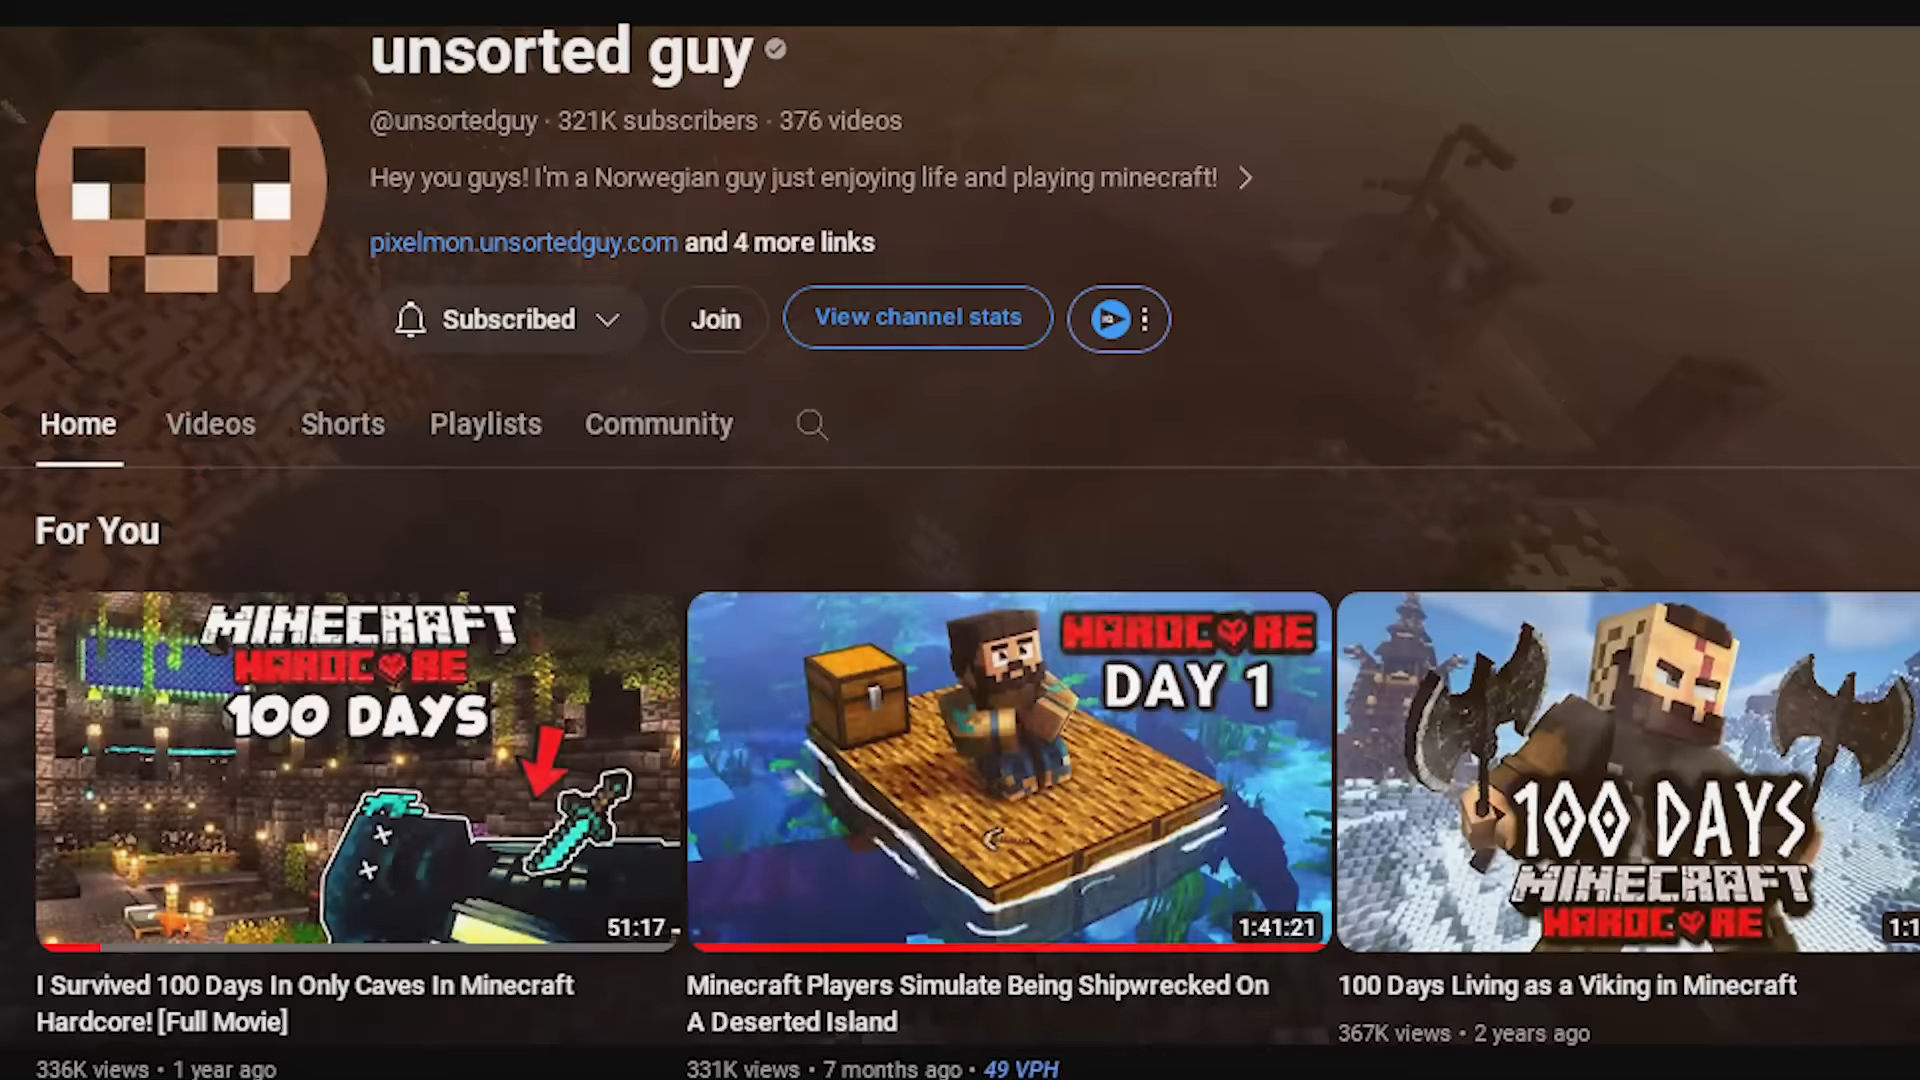 unsorted guy
@unsortedguy · 321K subscribers · 376 videos
Hey you guys! I'm a Norwegian guy just enjoying life and playing minecraft!
pixelmon.unsortedguy.com and 4 more links
Subscribed
Join
View channel stats
Home
Videos
Shorts
Playlists
Community
For You
MINECRAFT
HARDCORE
100 DAYS
51:17
HARDCORE
DAY 1
1:41:21
100 DAYS
MINECRAFT
HARDCORE
1:1
I Survived 100 Days In Only Caves In Minecraft
Hardcore! [Full Movie]
336K views • 1 year ago
Minecraft Players Simulate Being Shipwrecked On
A Deserted Island
331K views • 7 months ago • 49 VPH
100 Days Living as a Viking in Minecraft
367K views • 2 years ago